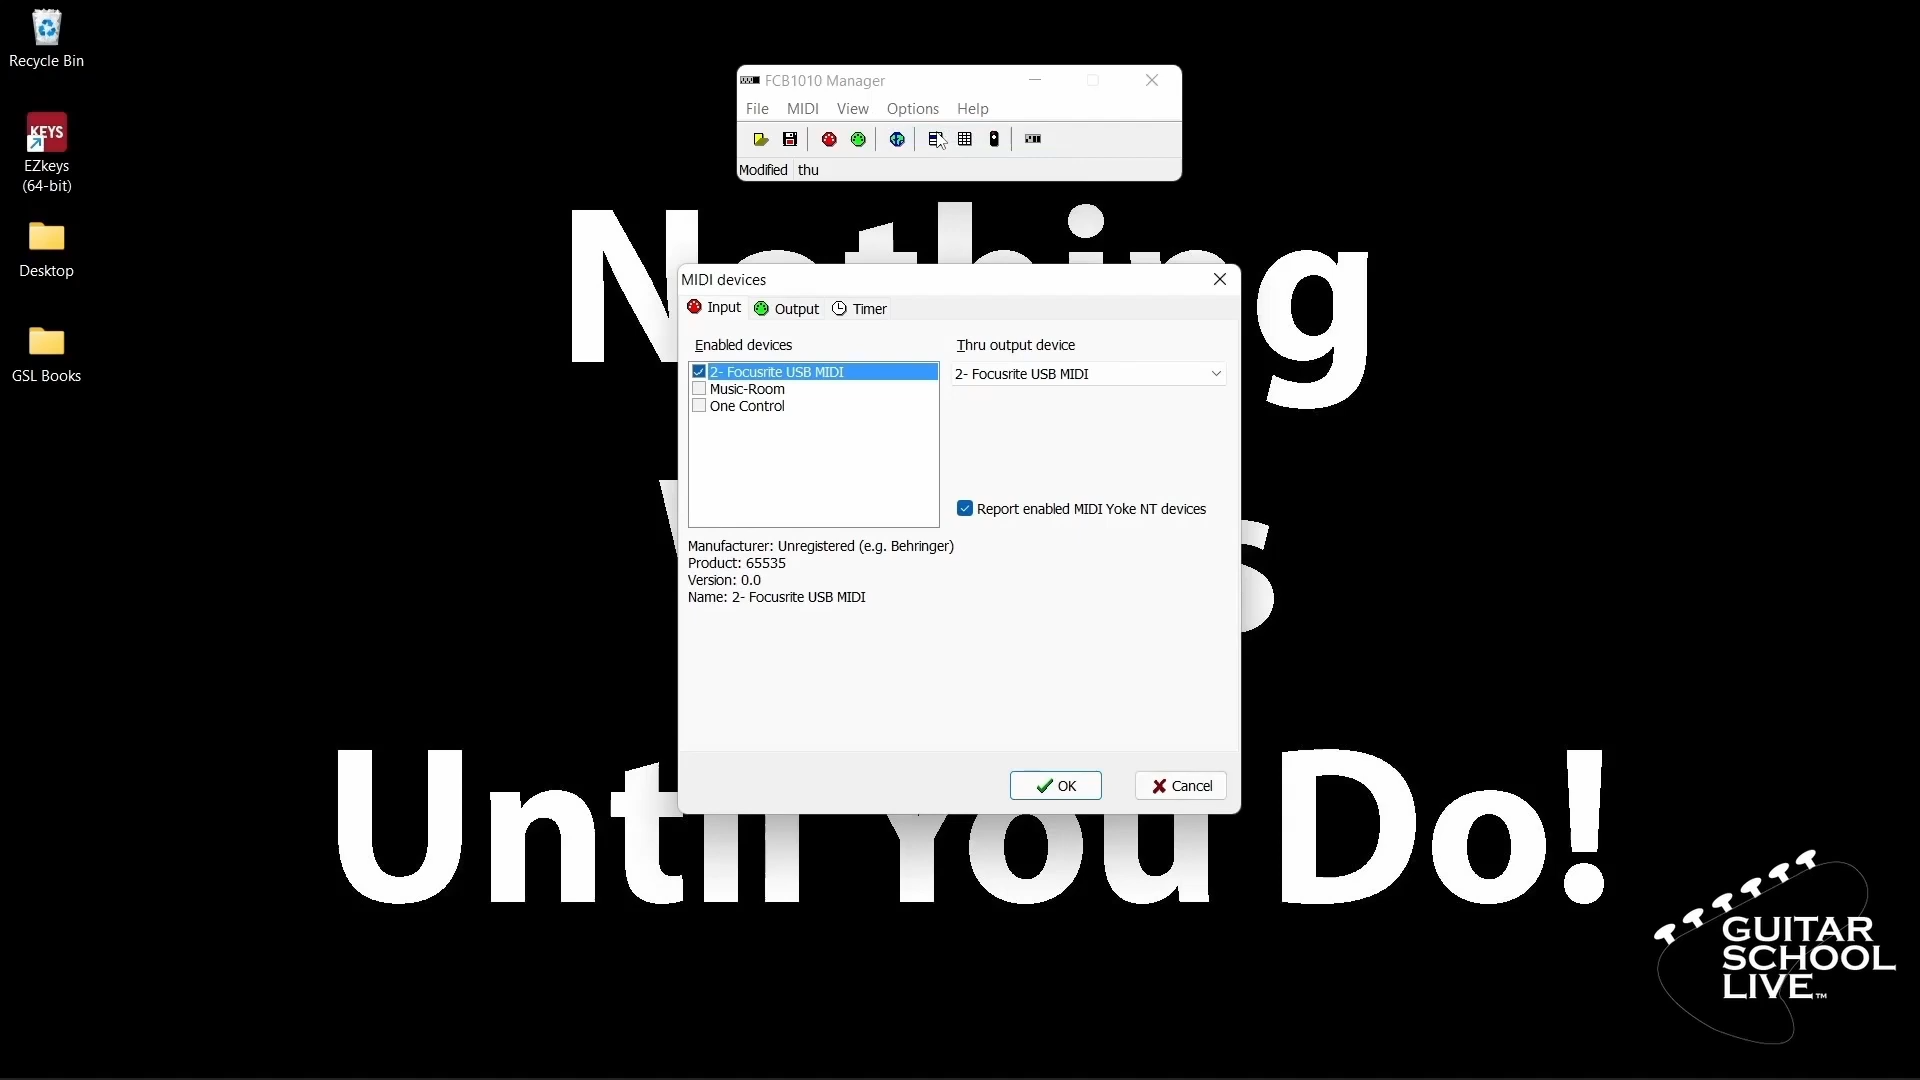 Recycle Bin
KEYS
EZkeys
(64-bit)
Desktop
GSL Books
FCB1010 Manager
File MIDI View Options Help
Modified thu
Nothing
MIDI devices
Input Output Timer
Enabled devices
Thru output device
2- Focusrite USB MIDI
Music-Room
One Control
2- Focusrite USB MIDI
Report enabled MIDI Yoke NT devices
Manufacturer: Unregistered (e.g. Behringer)
Product: 65535
Version: 0.0
Name: 2- Focusrite USB MIDI
OK Cancel
Until You Do!
GUITAR
SCHOOL
LIVE™